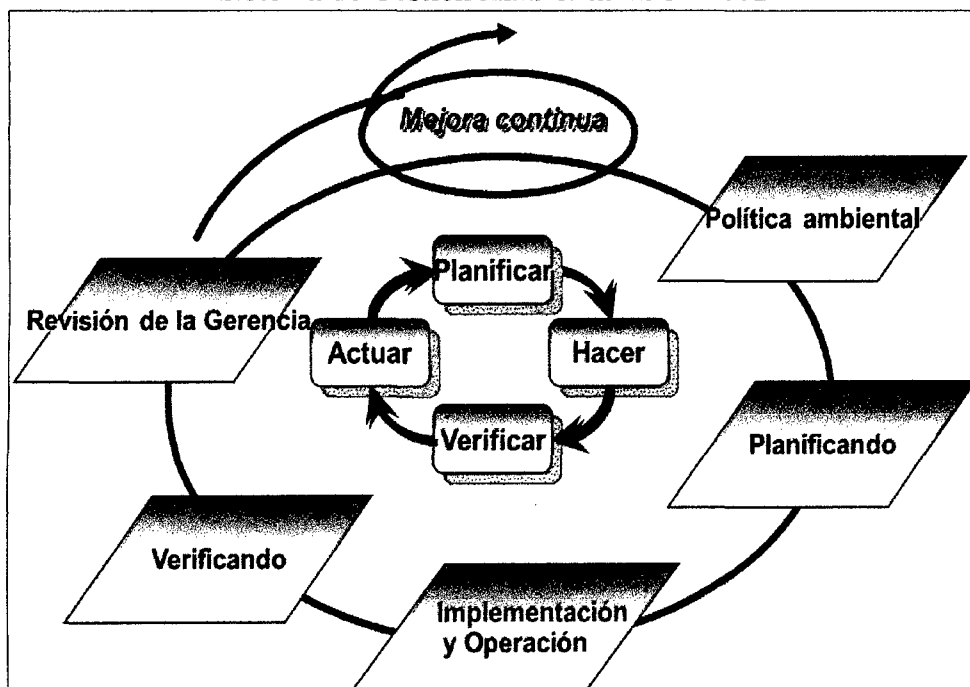 Mejora continua
Política ambiental
Planificar
Revisión de la Gerencia
Actuar
Hacer
Verificar
Planificando
Verificando
Implementación
y Operación